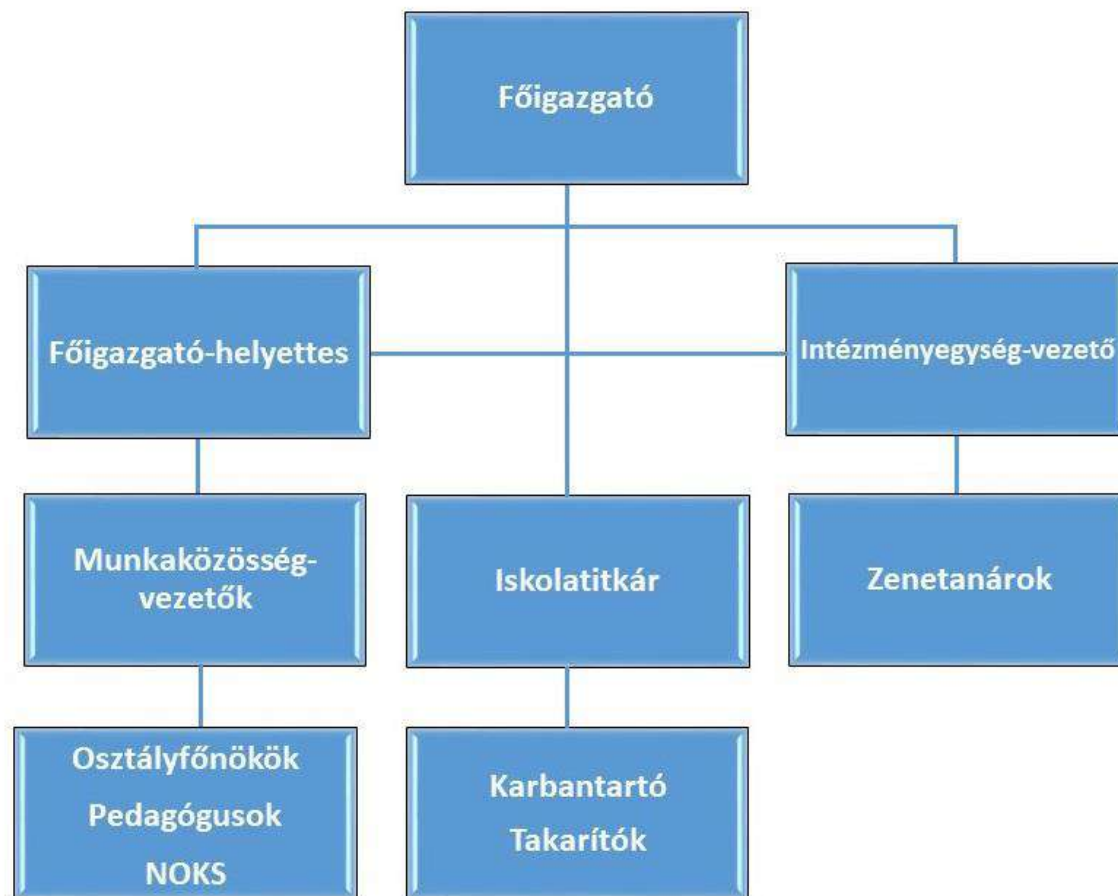 Főigazgató
Főigazgató-helyettes
Intézményegység-vezető
Munkaközösség-
vezetők
Iskolatitkár
Zenetanárok
Osztályfőnökök
Pedagógusok
NOKS
Karbantartó
Takarítók